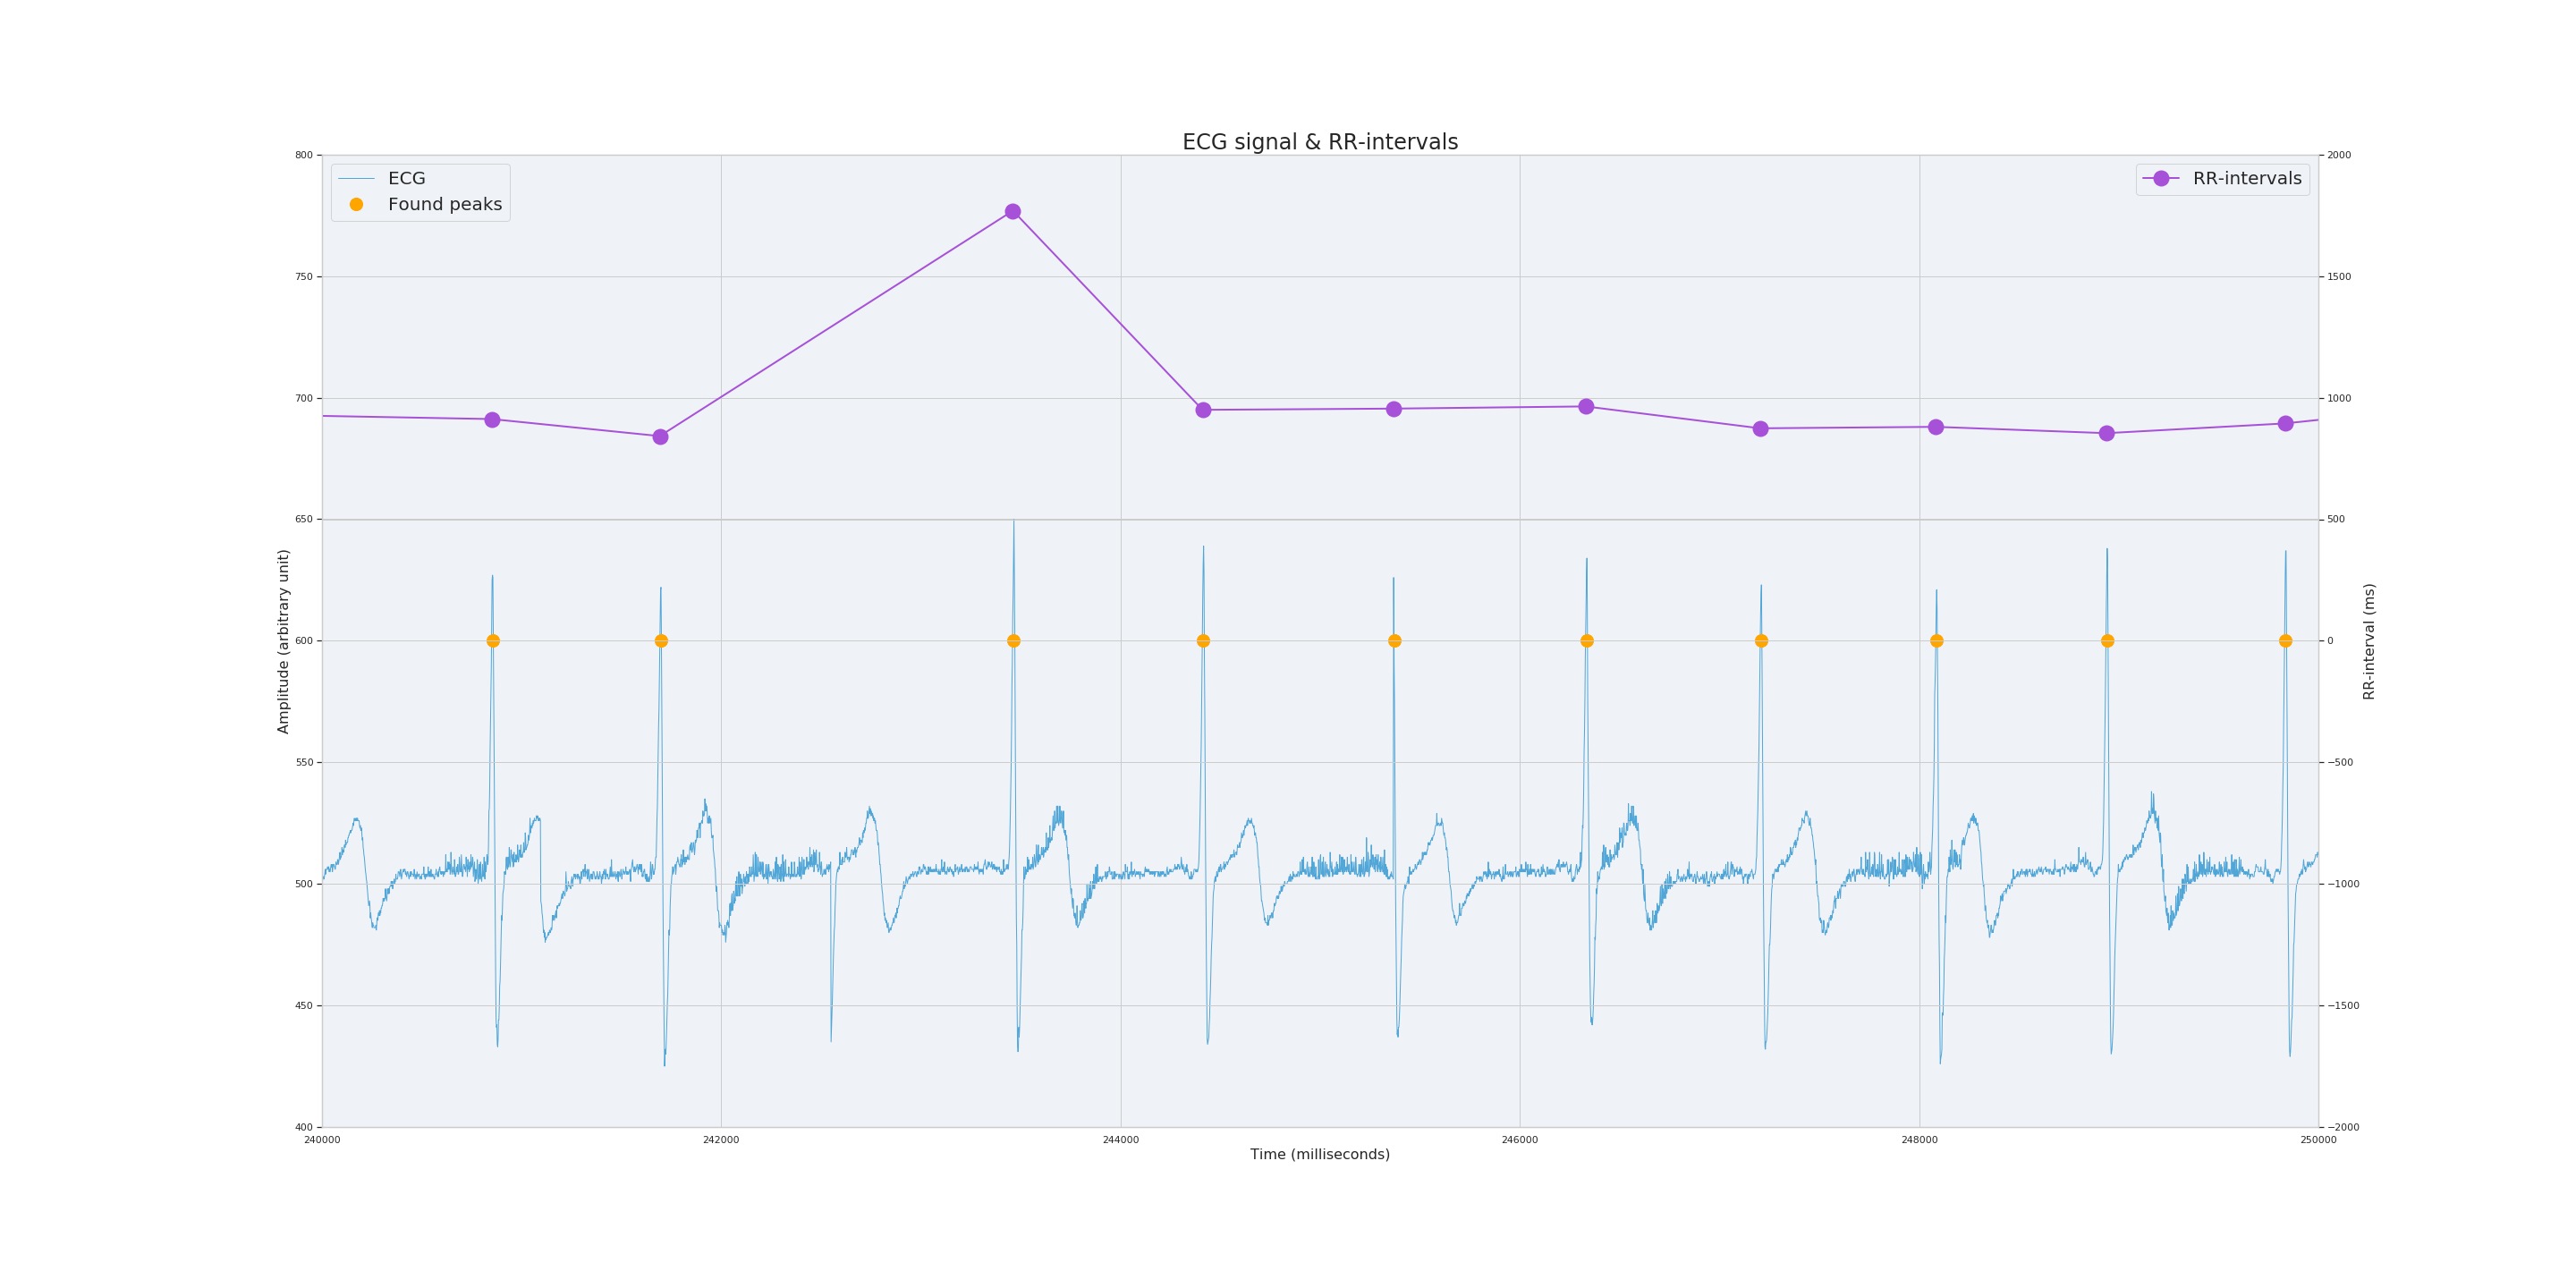 ECG signal & RR-intervals
ECG
Found peaks
RR-intervals
800
750
700
650
600
550
500
450
400
Amplitude (arbitrary unit)
2000
1500
1000
500
0
−500
−1000
−1500
−2000
RR-interval (ms)
240000 242000 244000 246000 248000 250000
Time (milliseconds)